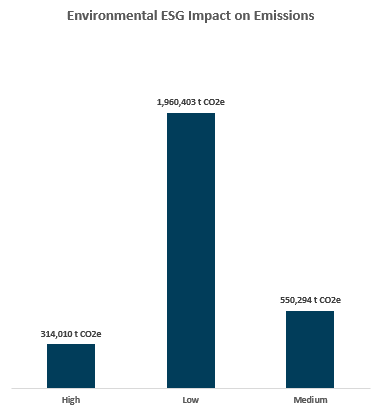 Environmental ESG Impact on Emissions
1,960,403 t CO2e
550,294 t CO2e
314,010 t CO2e
High Low Medium